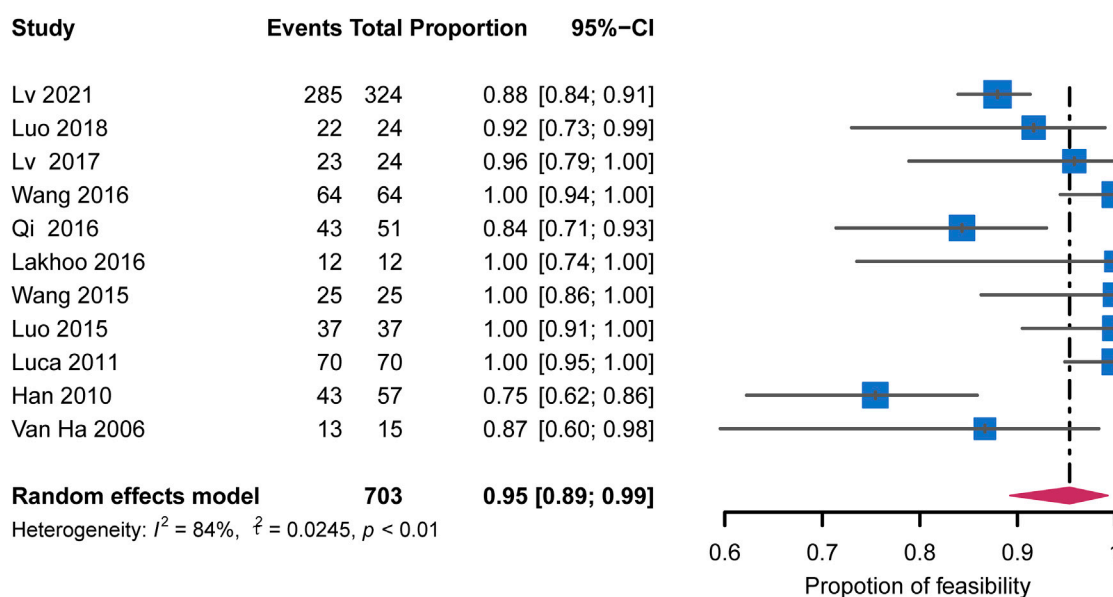 Study Events Total Proportion 95%−CI
Lv 2021 285 324 0.88 [0.84; 0.91]
Luo 2018 22 24 0.92 [0.73; 0.99]
Lv 2017 23 24 0.96 [0.79; 1.00]
Wang 2016 64 64 1.00 [0.94; 1.00]
Qi 2016 43 51 0.84 [0.71; 0.93]
Lakhoo 2016 12 12 1.00 [0.74; 1.00]
Wang 2015 25 25 1.00 [0.86; 1.00]
Luo 2015 37 37 1.00 [0.91; 1.00]
Luca 2011 70 70 1.00 [0.95; 1.00]
Han 2010 43 57 0.75 [0.62; 0.86]
Van Ha 2006 13 15 0.87 [0.60; 0.98]
Random effects model 703 0.95 [0.89; 0.99]
Heterogeneity: I² = 84%, τ² = 0.0245, p < 0.01
0.6 0.7 0.8 0.9 1
Propotion of feasibility